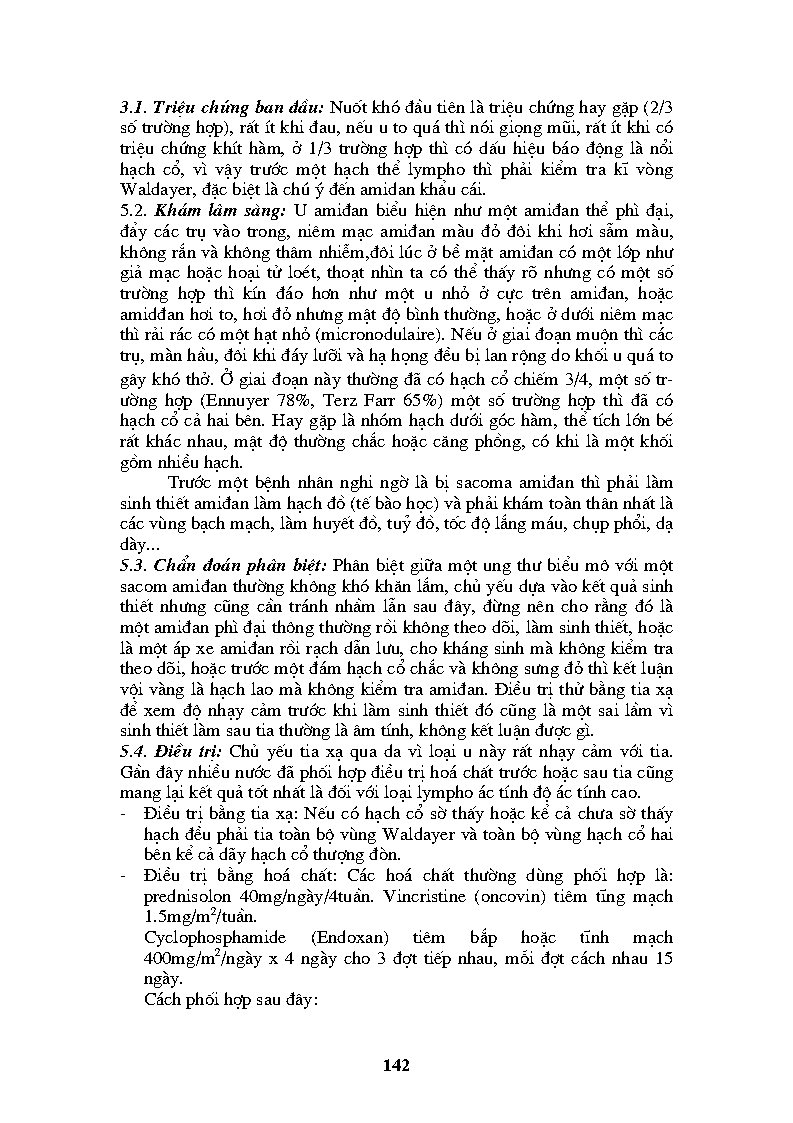 3.1. Triệu chứng ban đầu: Nuốt khó đầu tiên là triệu chứng hay gặp (2/3
số trường hợp), rất ít khi đau, nếu u to quá thì nói giọng mũi, rất ít khi có
triệu chứng khít hàm, ở 1/3 trường hợp thì có dấu hiệu báo động là nổi
hạch cổ, vì vậy trước một hạch thể lympho thì phải kiểm tra kĩ vòng
Waldayer, đặc biệt là chú ý đến amidan khẩu cái.
5.2. Khám lâm sàng: U amiđan biểu hiện như một amiđan thể phì đại,
đẩy các trụ vào trong, niêm mạc amiđan màu đỏ đôi khi hơi sẫm màu,
không rắn và không thâm nhiễm,đôi lúc ở bề mặt amiđan có một lớp như
giả mạc hoặc hoại tử loét, thoạt nhìn ta có thể thấy rõ nhưng có một số
trường hợp thì kín đáo hơn như một u nhỏ ở cực trên amiđan, hoặc
amidđan hơi to, hơi đỏ nhưng mật độ bình thường, hoặc ở dưới niêm mạc
thì rải rác có một hạt nhỏ (micronodulaire). Nếu ở giai đoạn muộn thì các
trụ, màn hầu, đôi khi đáy lưỡi và hạ họng đều bị lan rộng do khối u quá to
gây khó thở. Ở giai đoạn này thường đã có hạch cổ chiếm 3/4, một số tr-
ường hợp (Ennuyer 78%, Terz Farr 65%) một số trường hợp thì đã có
hạch cổ cả hai bên. Hay gặp là nhóm hạch dưới góc hàm, thể tích lớn bé
rất khác nhau, mật độ thường chắc hoặc căng phồng, có khi là một khối
gồm nhiều hạch.
Trước một bệnh nhân nghi ngờ là bị sacoma amiđan thì phải làm
sinh thiết amiđan làm hạch đồ (tế bào học) và phải khám toàn thân nhất là
các vùng bạch mạch, làm huyết đồ, tuỷ đồ, tốc độ lắng máu, chụp phổi, dạ
dày...
5.3. Chẩn đoán phân biệt: Phân biệt giữa một ung thư biểu mô với một
sacom amiđan thường không khó khăn lắm, chủ yếu dựa vào kết quả sinh
thiết nhưng cũng cần tránh nhầm lẫn sau đây, đừng nên cho rằng đó là
một amiđan phì đại thông thường rồi không theo dõi, làm sinh thiết, hoặc
là một áp xe amiđan rồi rạch dẫn lưu, cho kháng sinh mà không kiểm tra
theo dõi, hoặc trước một đám hạch cổ chắc và không sưng đỏ thì kết luận
vội vàng là hạch lao mà không kiểm tra amiđan. Điều trị thử bằng tia xạ
để xem độ nhạy cảm trước khi làm sinh thiết đó cũng là một sai lầm vì
sinh thiết làm sau tia thường là âm tính, không kết luận được gì.
5.4. Điều trị: Chủ yếu tia xạ qua da vì loại u này rất nhạy cảm với tia.
Gần đây nhiều nước đã phối hợp điều trị hoá chất trước hoặc sau tia cũng
mang lại kết quả tốt nhất là đối với loại lympho ác tính độ ác tính cao.
- Điều trị bằng tia xạ: Nếu có hạch cổ sờ thấy hoặc kể cả chưa sờ thấy
hạch đều phải tia toàn bộ vùng Waldayer và toàn bộ vùng hạch cổ hai
bên kể cả dãy hạch cổ thượng đòn.
- Điều trị bằng hoá chất: Các hoá chất thường dùng phối hợp là:
prednisolon 40mg/ngày/4tuần. Vincristine (oncovin) tiêm tĩng mạch
1.5mg/m²/tuần.
Cyclophosphamide (Endoxan) tiêm bắp hoặc tĩnh mạch
400mg/m²/ngày x 4 ngày cho 3 đợt tiếp nhau, mỗi đợt cách nhau 15
ngày.
Cách phối hợp sau đây:
142